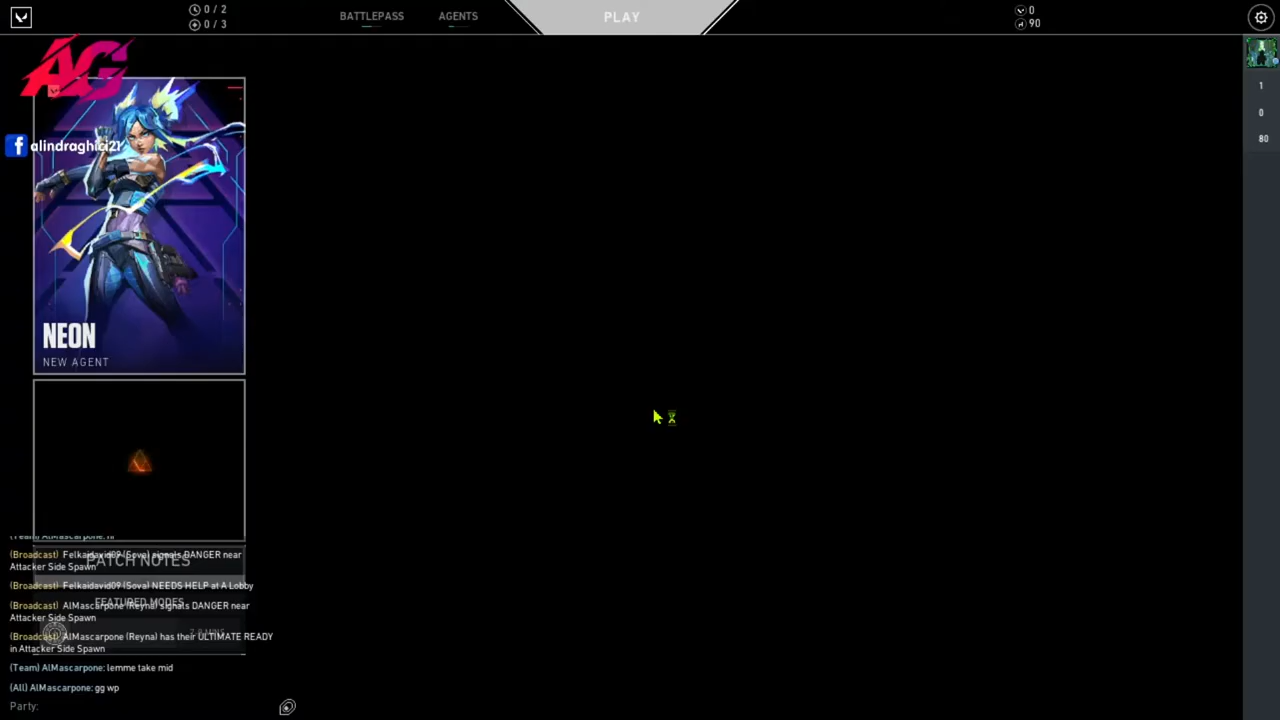 0 / 2
0 / 3
BATTLEPASS
AGENTS
PLAY
0
90
AG
alindraghici21
1
0
80
NEON
NEW AGENT
(Team) AlMascarpone: hi
(Broadcast) Felkaidavid09 (Sova) signals DANGER near
Attacker Side Spawn
PATCH NOTES
(Broadcast) Felkaidavid09 (Sova) NEEDS HELP at A Lobby
FEATURED MODES
(Broadcast) AlMascarpone (Reyna) signals DANGER near
Attacker Side Spawn
(Broadcast) AlMascarpone (Reyna) has their ULTIMATE READY
in Attacker Side Spawn
(Team) AlMascarpone: lemme take mid
(All) AlMascarpone: gg wp
Party: